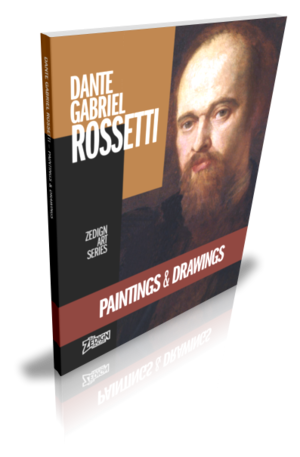 DANTE
GABRIEL
ROSSETTI
ZEDIGN
ART
SERIES
PAINTINGS & DRAWINGS
ZEDIGN
DANTE GABRIEL ROSSETTI - PAINTINGS & DRAWINGS